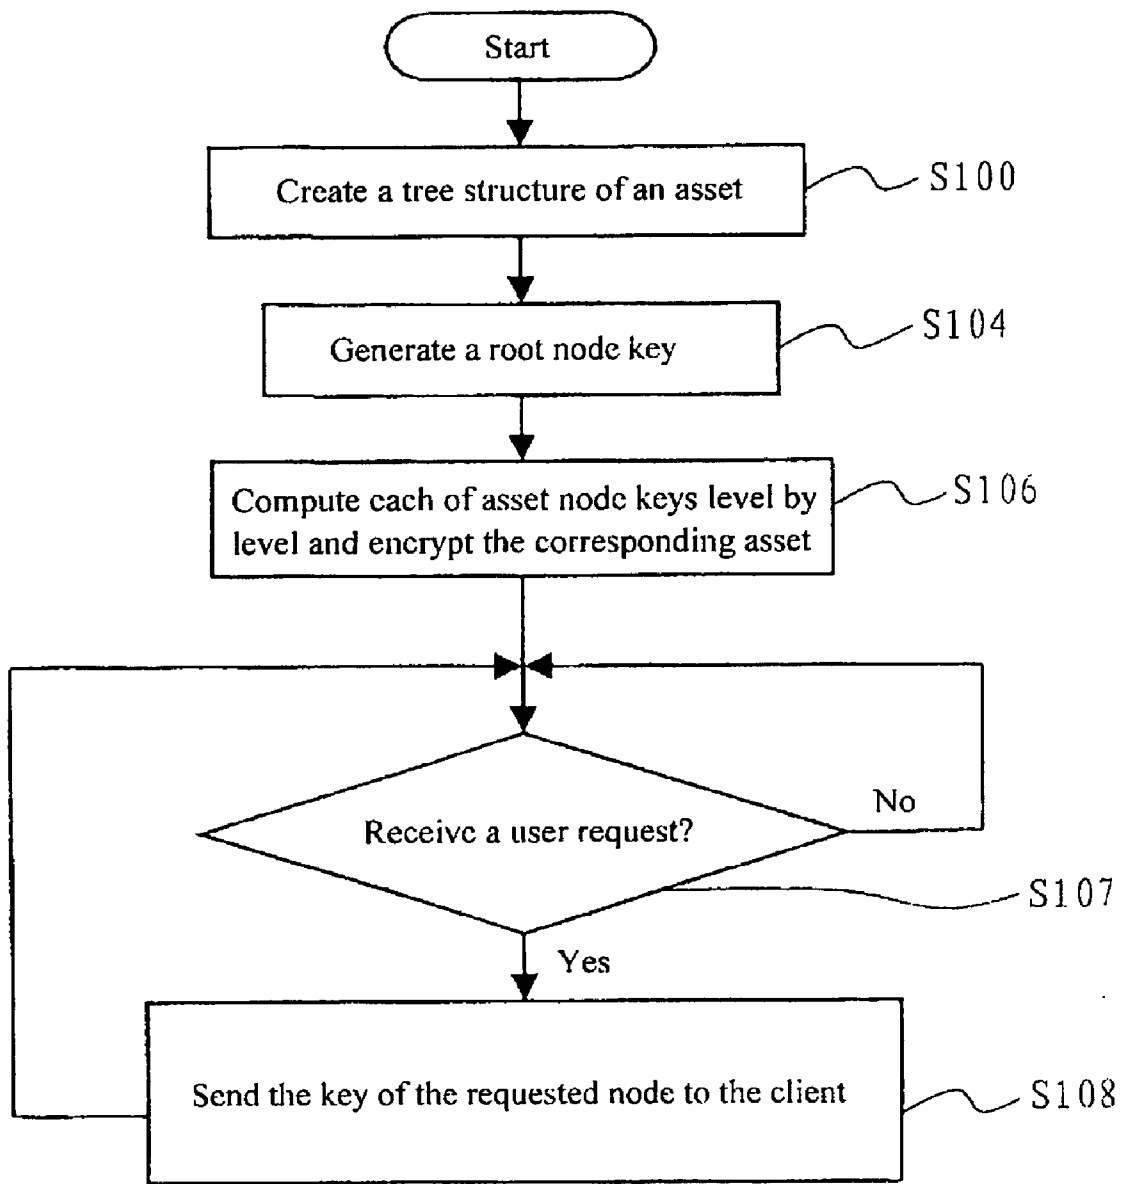 Start
Create a tree structure of an asset
S100
Generate a root node key
S104
Compute each of asset node keys level by
level and encrypt the corresponding asset
S106
Receive a user request?
No
S107
Yes
Send the key of the requested node to the client
S108